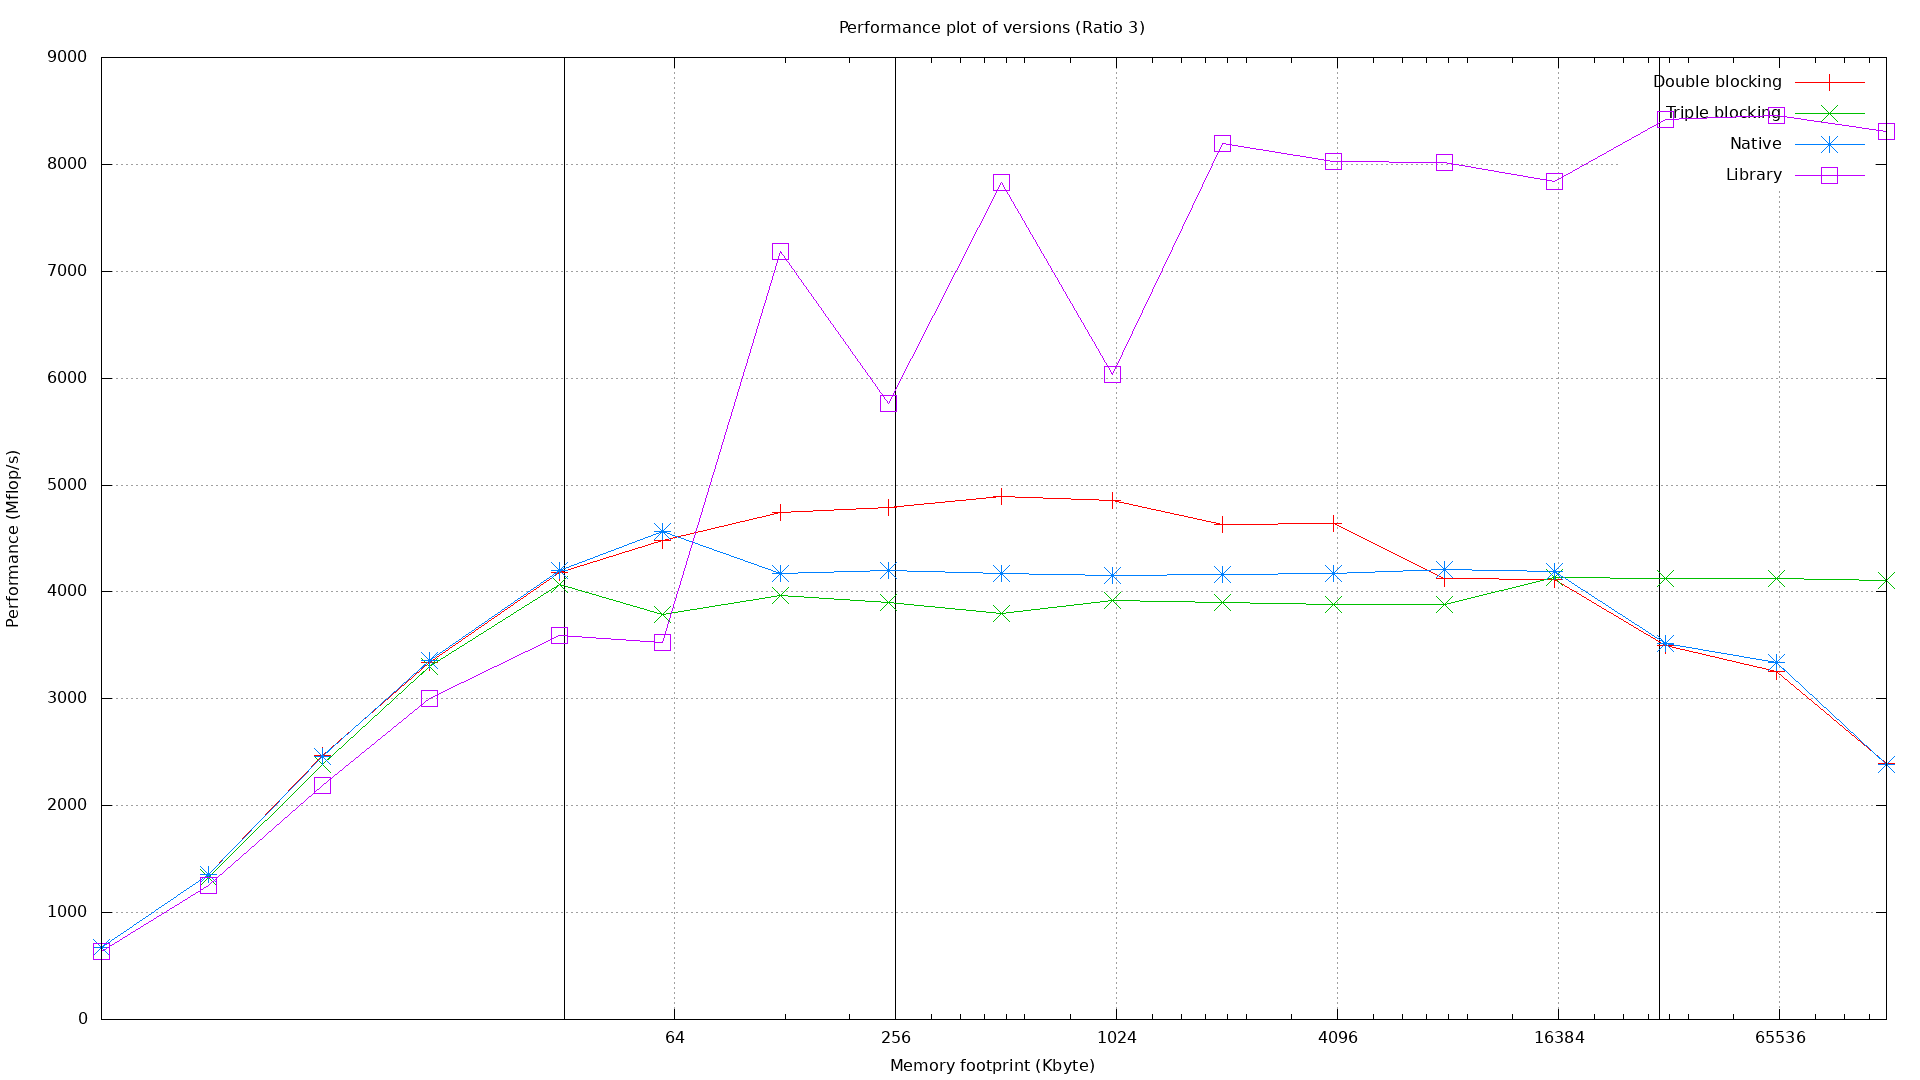 Performance plot of versions (Ratio 3)
9000
8000
7000
6000
5000
4000
3000
2000
1000
0
Performance (Mflop/s)
Double blocking
Triple blocking
Native
Library
64 256 1024 4096 16384 65536
Memory footprint (Kbyte)